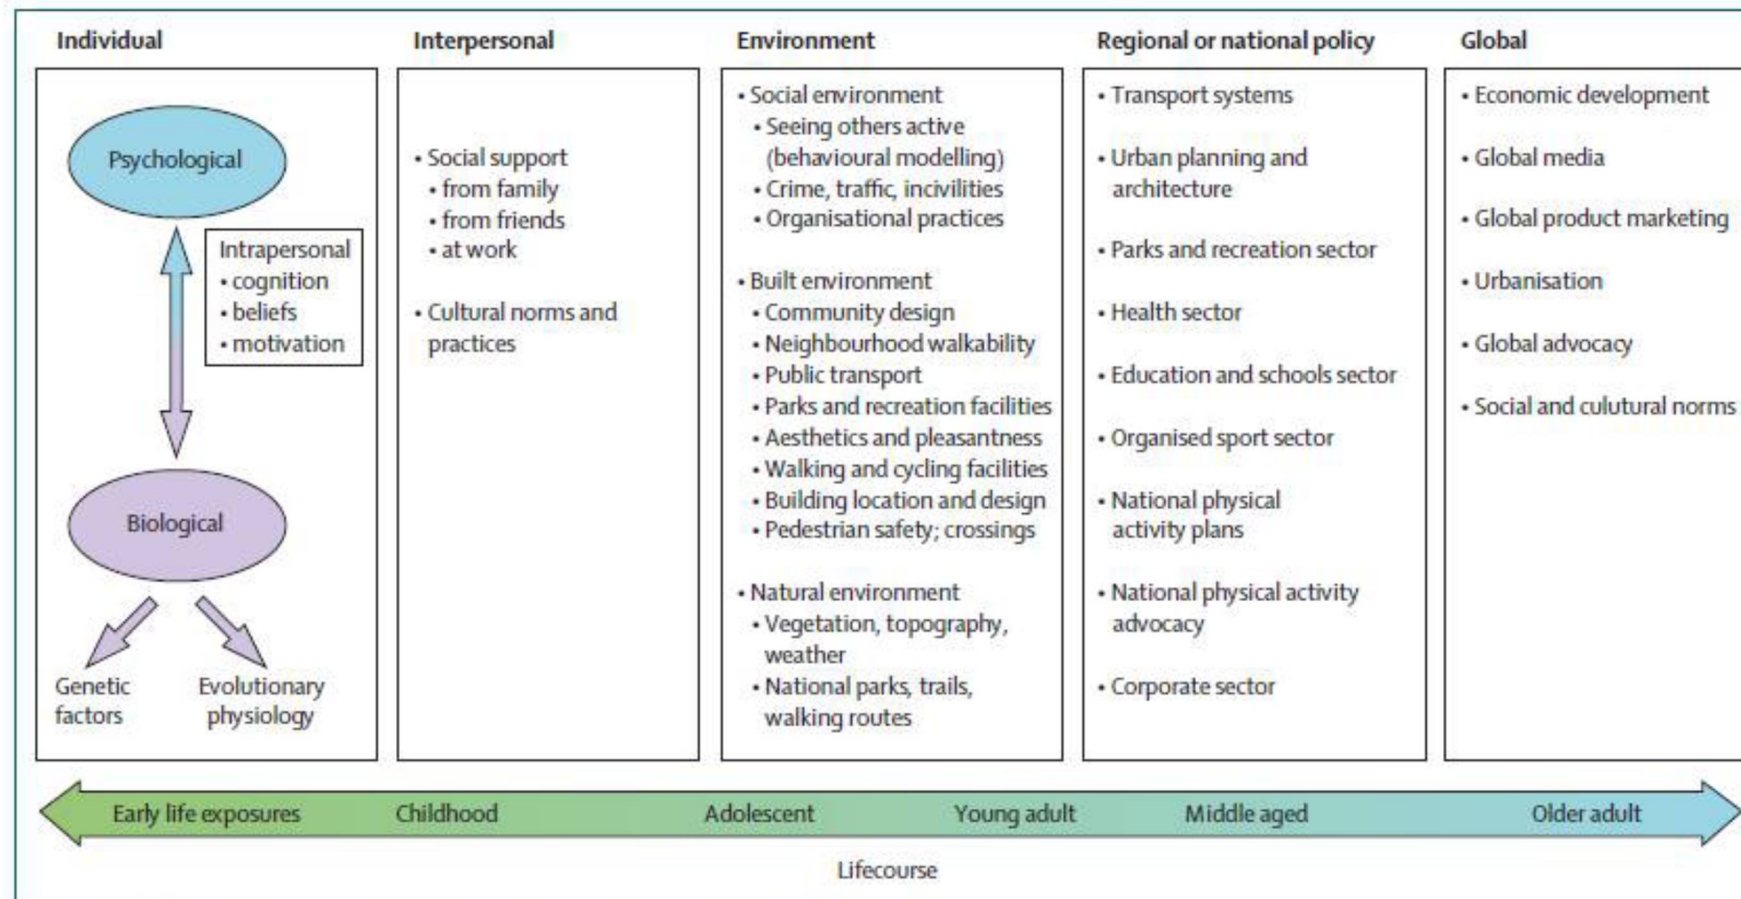 Individual
Psychological
Intrapersonal
• cognition
• beliefs
• motivation
Biological
Genetic
factors
Evolutionary
physiology
Interpersonal
• Social support
• from family
• from friends
• at work
• Cultural norms and
practices
Environment
• Social environment
• Seeing others active
(behavioural modelling)
• Crime, traffic, incivilities
• Organisational practices
• Built environment
• Community design
• Neighbourhood walkability
• Public transport
• Parks and recreation facilities
• Aesthetics and pleasantness
• Walking and cycling facilities
• Building location and design
• Pedestrian safety; crossings
• Natural environment
• Vegetation, topography,
weather
• National parks, trails,
walking routes
Regional or national policy
• Transport systems
• Urban planning and
architecture
• Parks and recreation sector
• Health sector
• Education and schools sector
• Organised sport sector
• National physical
activity plans
• National physical activity
advocacy
• Corporate sector
Global
• Economic development
• Global media
• Global product marketing
• Urbanisation
• Global advocacy
• Social and culutural norms
Early life exposures Childhood Adolescent Young adult Middle aged Older adult
Lifecourse